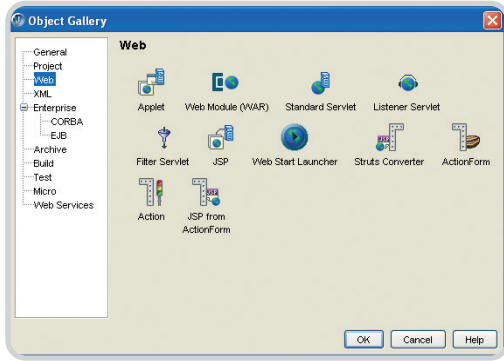 Object Gallery
General
Project
Web
XML
Enterprise
CORBA
EJB
Archive
Build
Test
Micro
Web Services
Web
Applet
Web Module (WAR)
Standard Servlet
Listener Servlet
Filter Servlet
JSP
Web Start Launcher
Struts Converter
ActionForm
Action
JSP from
ActionForm
OK
Cancel
Help